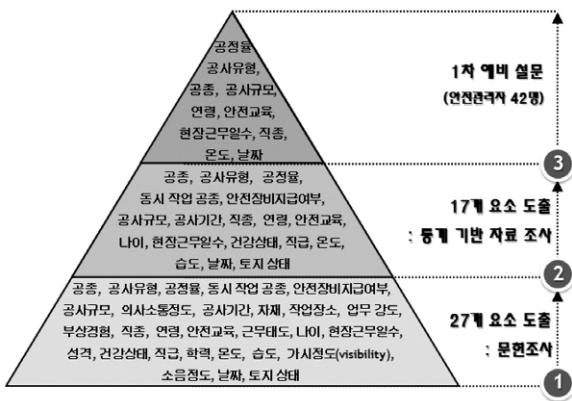 공정율
공사유형,
공종, 공사규모,
연령, 안전교육,
현장근무일수, 직종,
온도, 날짜
1차 예비 설문
(안전관리자 42명)
3
공종, 공사유형, 공정율,
동시 작업 공종, 안전장비지급여부,
공사규모, 공사기간, 직종, 연령, 안전교육,
나이, 현장근무일수, 건강상태, 직급, 온도,
습도, 날짜, 토지 상태
17개 요소 도출
: 통계 기반 자료 조사
2
공종, 공사유형, 공정율, 동시 작업 공종, 안전장비지급여부,
공사규모, 의사소통정도, 공사기간, 자재, 작업장소, 업무 강도,
부상경험, 직종, 연령, 안전교육, 근무태도, 나이, 현장근무일수,
성격, 건강상태, 직급, 학력, 온도, 습도, 가시정도(visibility),
소음정도, 날짜, 토지 상태
27개 요소 도출
: 문헌조사
1